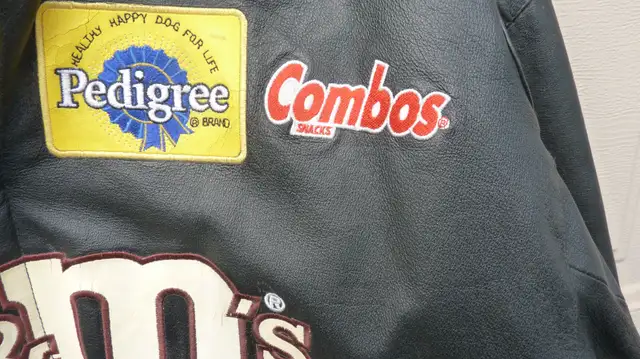 HEALTHY HAPPY DOG FOR LIFE
Pedigree
® BRAND
Combos®
SNACKS
&m's®